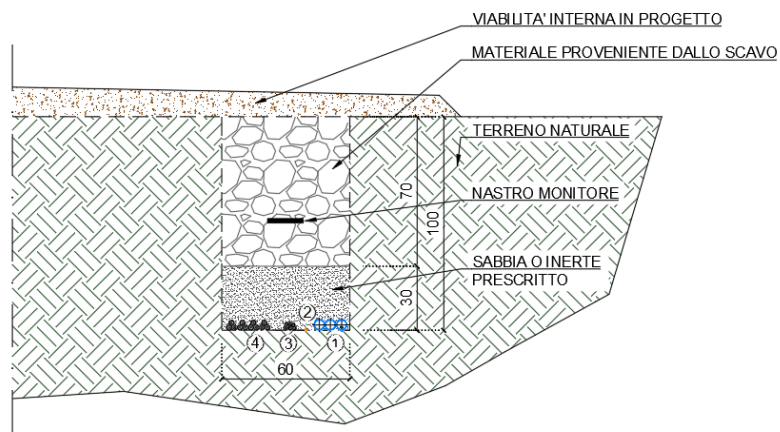 VIABILITA' INTERNA IN PROGETTO
MATERIALE PROVENIENTE DALLO SCAVO
TERRENO NATURALE
NASTRO MONITORE
SABBIA O INERTE
PRESCRITTO
70
100
30
2
4
3
1
60